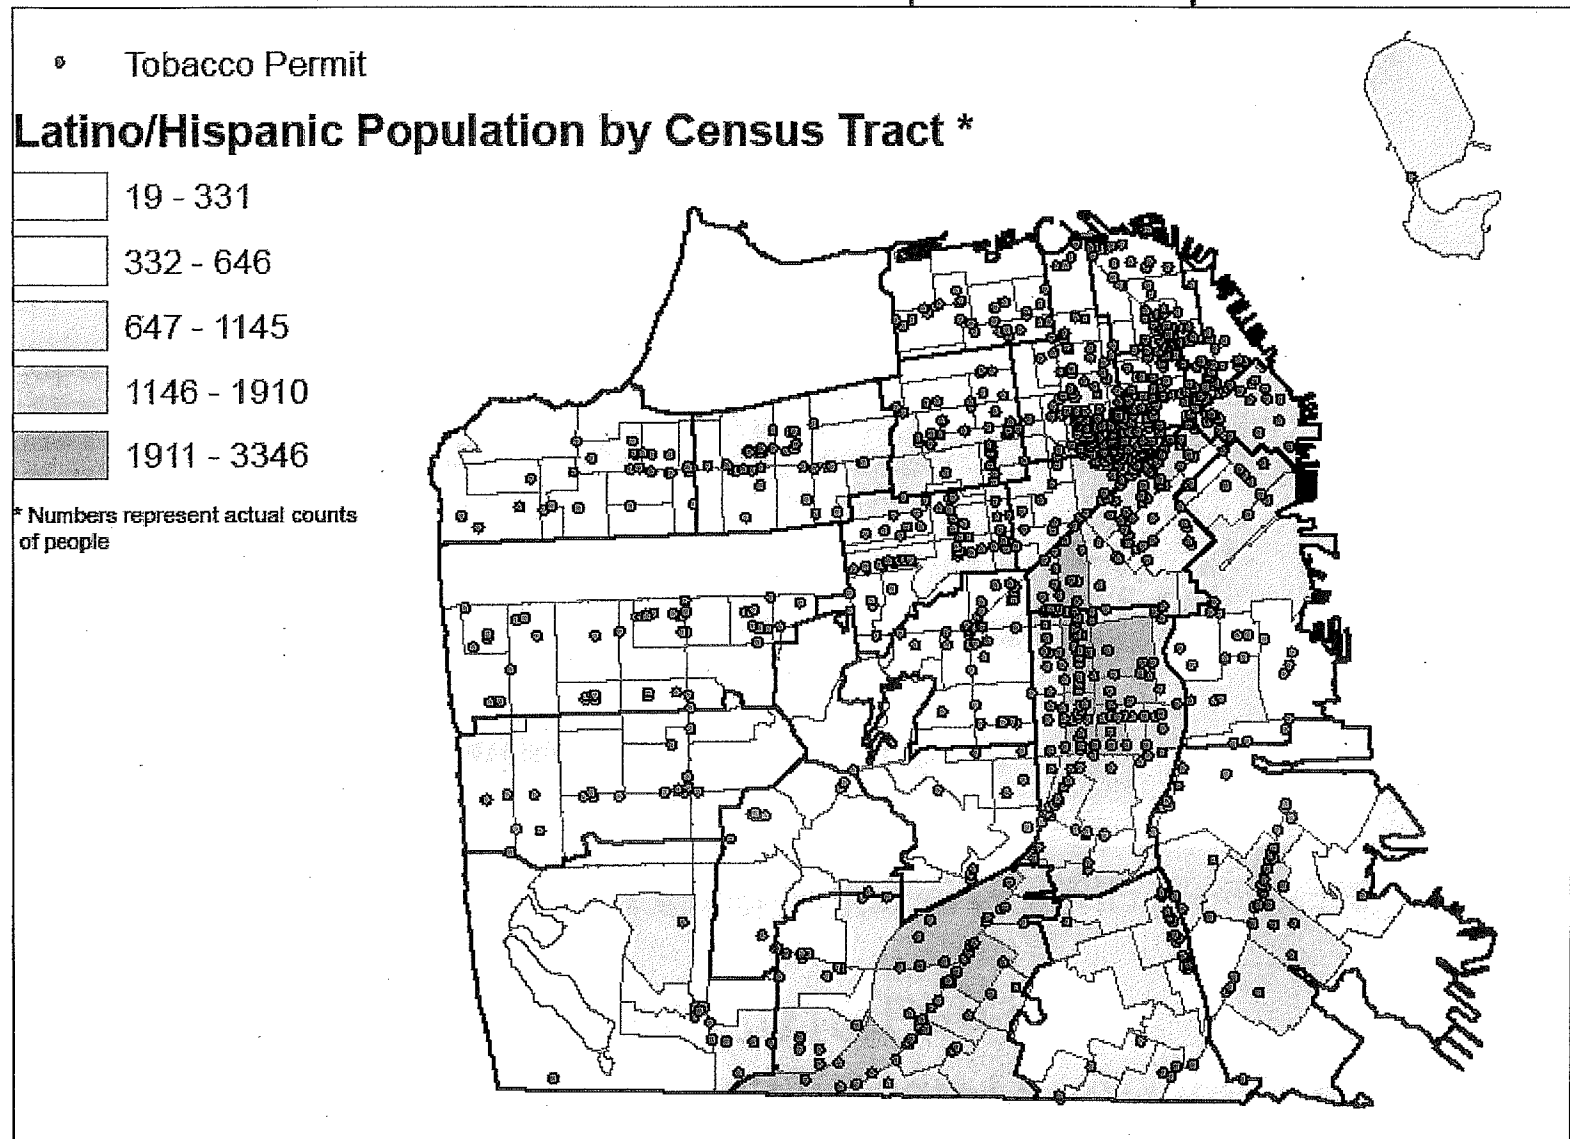 Tobacco Permit
Latino/Hispanic Population by Census Tract *
19 - 331
332 - 646
647 - 1145
1146 - 1910
1911 - 3346
* Numbers represent actual counts
of people